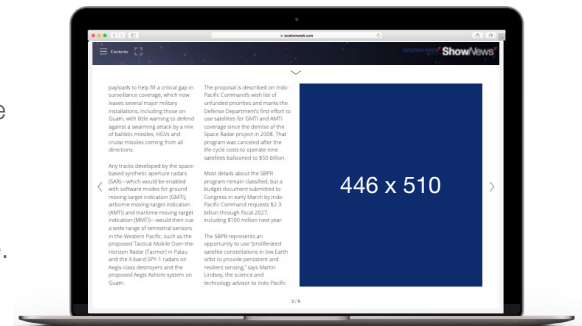 aviationweek.com
Contents
AVIATION WEEK ShowNews
payloads to help fill a critical gap in
surveillance coverage, which now
leaves several major military
installations, including those on
Guam, with little warning to defend
against a swarming attack by a mix
of ballistic missiles, HGVs and
cruise missiles coming from all
directions.
Any tracks developed by the space
based synthetic aperture radars
(SAR)—which would be enabled
with software modes for ground
moving target indication (GMTI),
airborne moving target indication
(AMTI) and maritime moving target
indication (MMTI)—would then cue
a wide range of terrestrial sensors
in the Western Pacific, such as the
proposed Tactical Mobile Over-the-
Horizon Radar (Tacmor) in Palau
and the X-band SPY-1 radars on
Aegis-class destroyers and the
proposed Aegis Ashore system on
Guam.
The proposal is described on Indo-
Pacific Command's wish list of
unfunded priorities and marks the
Defense Department's first effort to
use satellites for GMTI and AMTI
coverage since the demise of the
Space Radar project in 2008. That
program was canceled after the
life-cycle costs to operate nine
satellites ballooned to $50 billion.
Most details about the SBPR
program remain classified, but a
budget document submitted to
Congress in early March by Indo-
Pacific Command requests $2.3
billion through fiscal 2027,
including $100 million next year.
The SBPR represents an
opportunity to use "proliferated
satellite constellations in low Earth
orbit to provide persistent and
resilient sensing," says Martin
Lindsey, the science and
technology advisor to Indo-Pacific
446 x 510
2 / 6
e
.